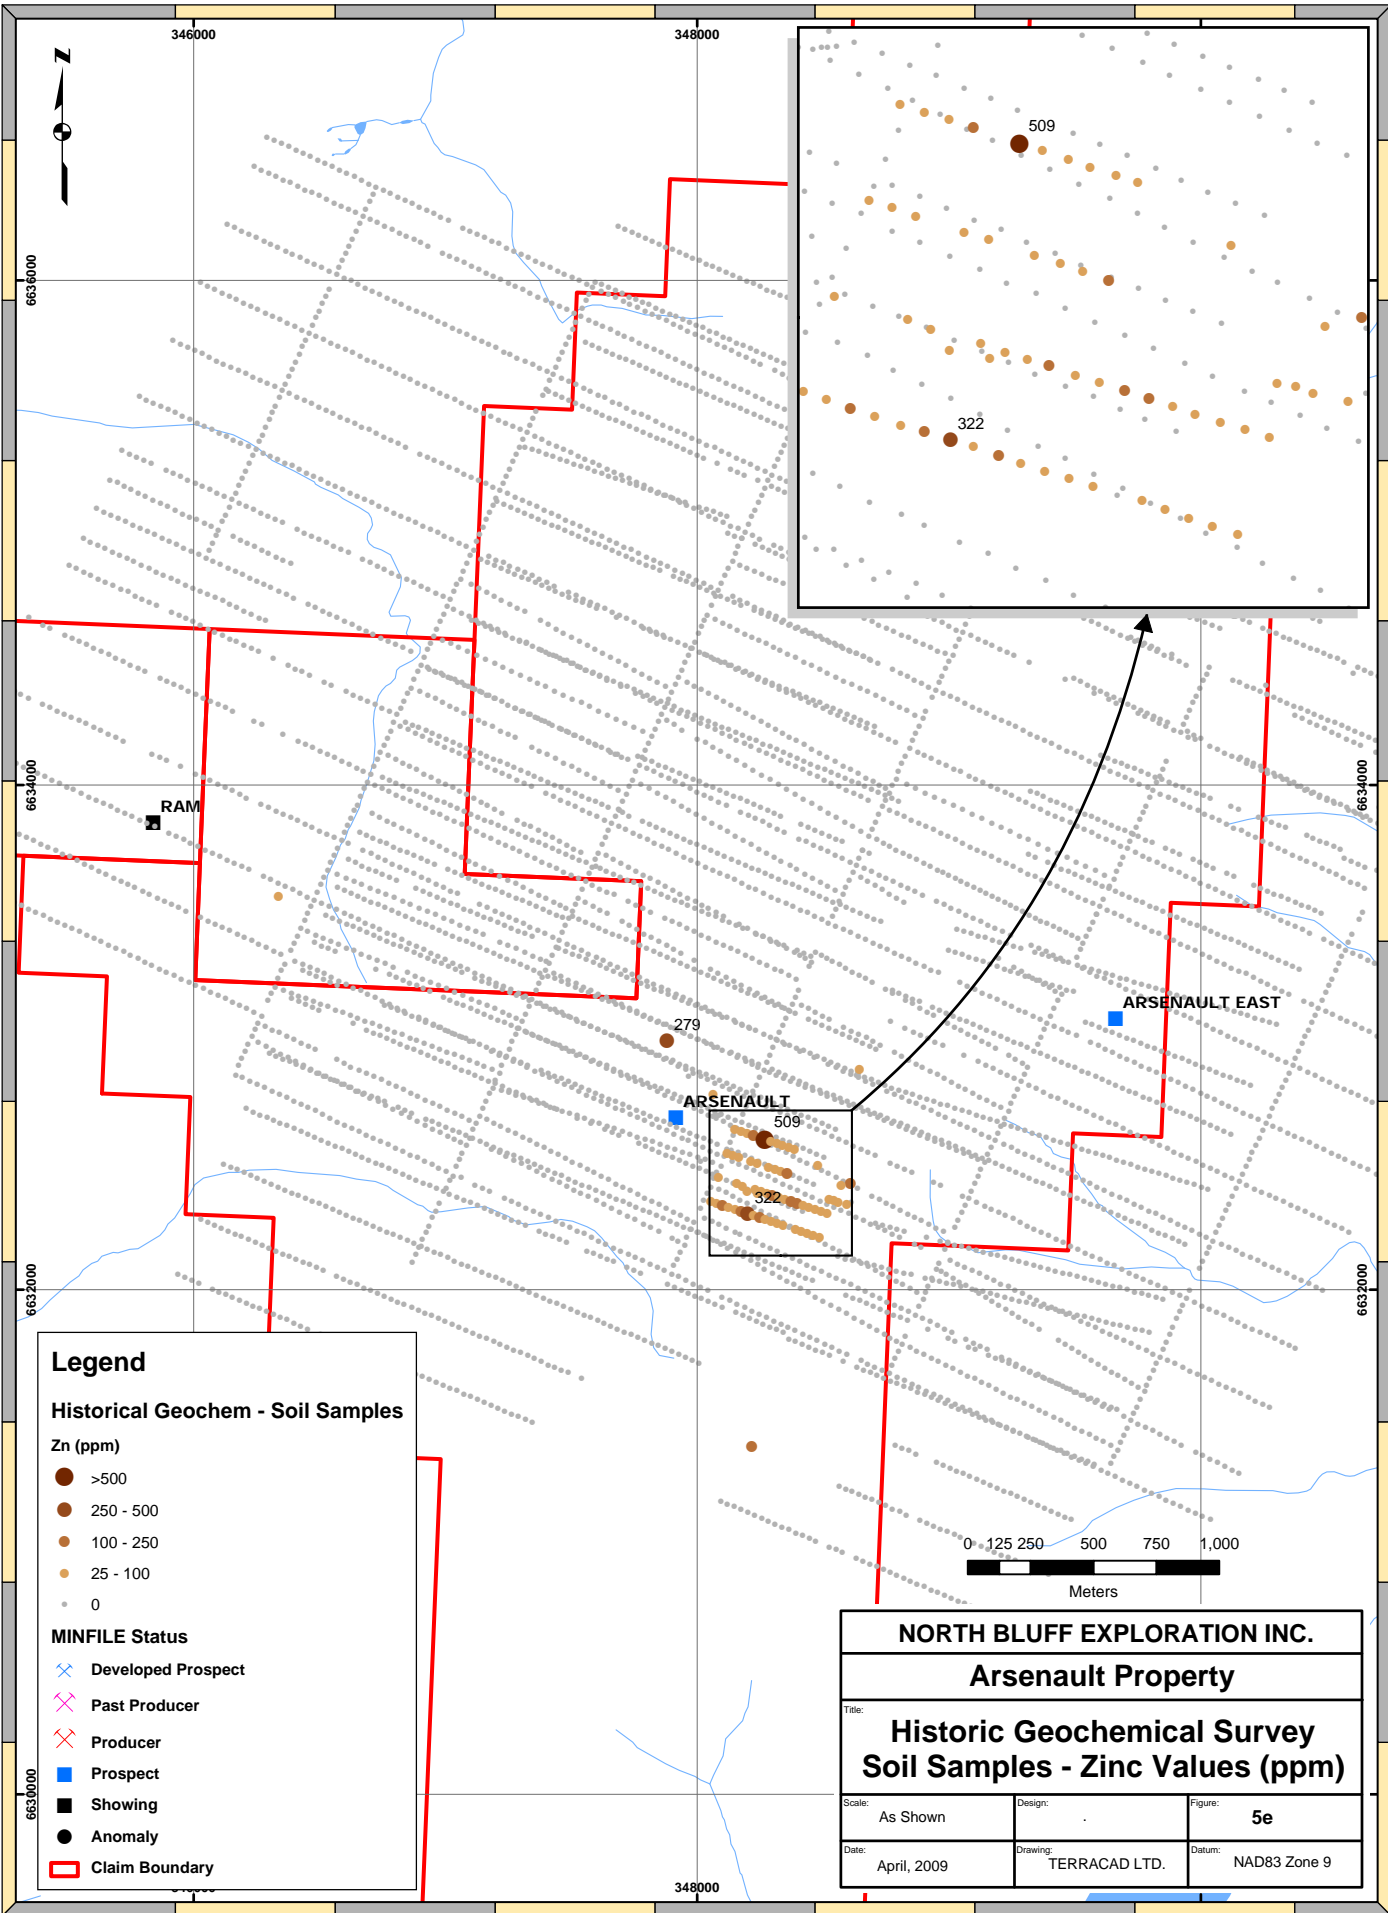 346000
348000
N
509
322
6636000
6634000
6634000
RAM
ARSENAULT EAST
279
ARSENAULT
509
322
6632000
6632000
Legend
Historical Geochem - Soil Samples
Zn (ppm)
>500
250 - 500
100 - 250
25 - 100
0
MINFILE Status
Developed Prospect
Past Producer
Producer
Prospect
Showing
Anomaly
Claim Boundary
6630000
348000
0 125 250 500 750 1,000
Meters
NORTH BLUFF EXPLORATION INC.
Arsenault Property
Title:
Historic Geochemical Survey
Soil Samples - Zinc Values (ppm)
Scale: As Shown
Design: .
Figure: 5e
Date: April, 2009
Drawing: TERRACAD LTD.
Datum: NAD83 Zone 9